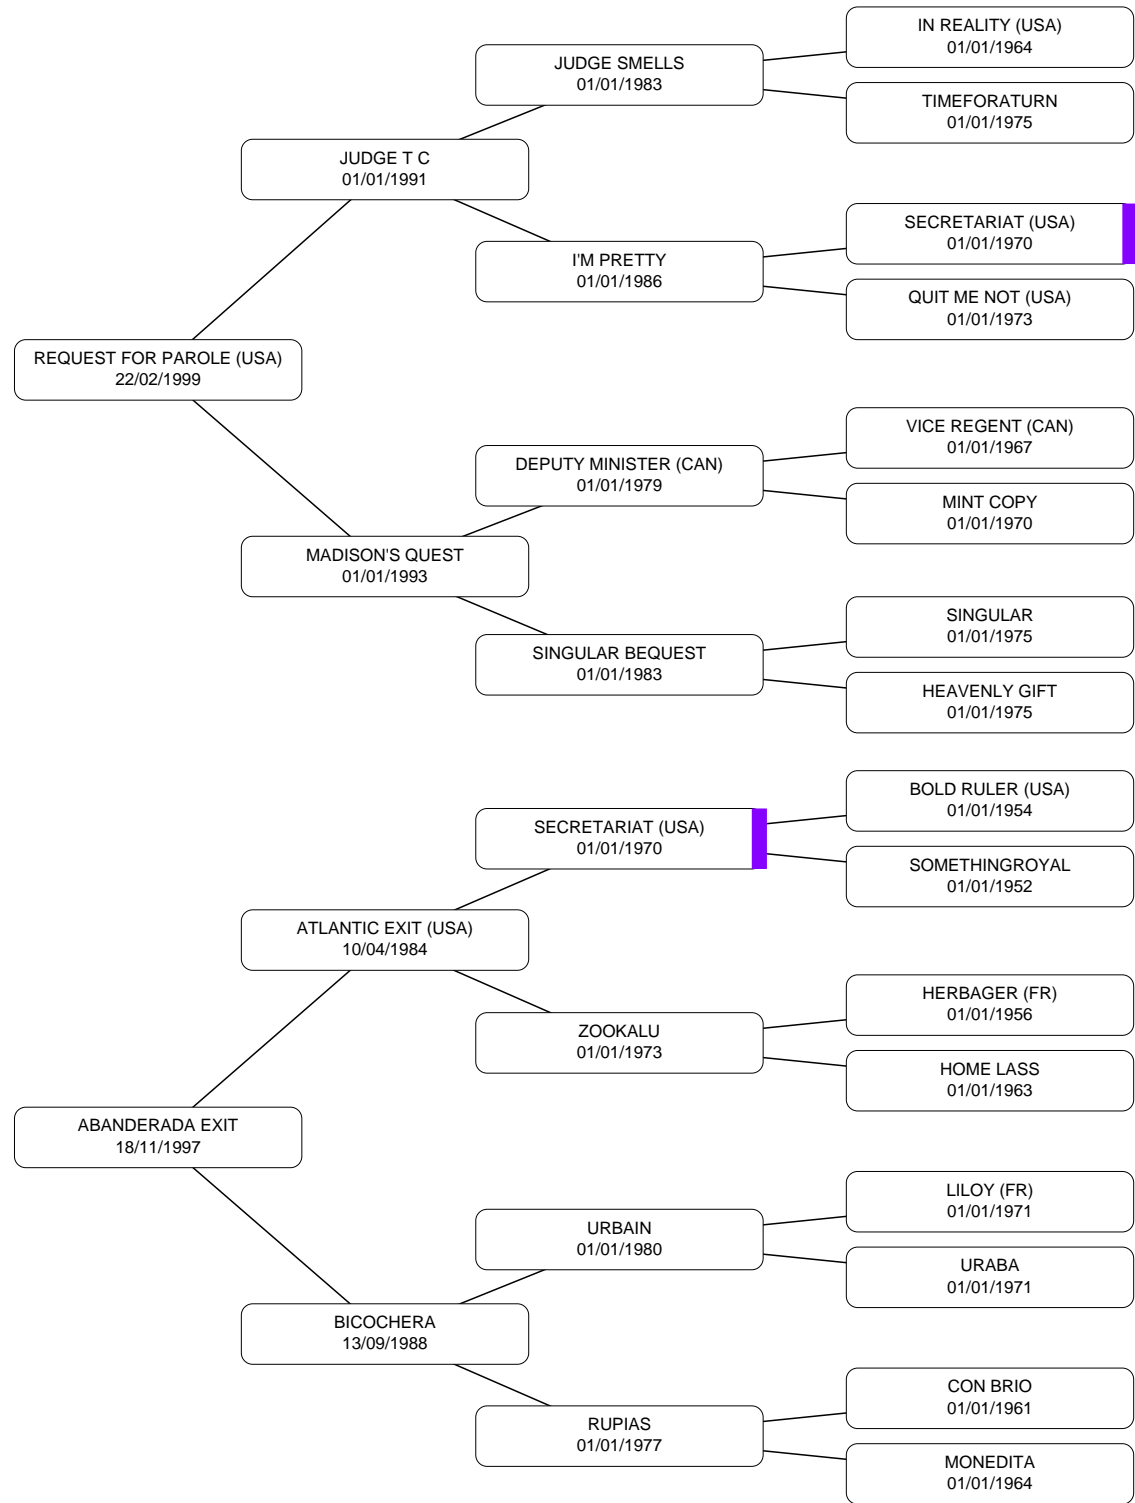 IN REALITY (USA)
01/01/1964
JUDGE SMELLS
01/01/1983
TIMEFORATURN
01/01/1975
JUDGE T C
01/01/1991
SECRETARIAT (USA)
01/01/1970
I'M PRETTY
01/01/1986
QUIT ME NOT (USA)
01/01/1973
REQUEST FOR PAROLE (USA)
22/02/1999
VICE REGENT (CAN)
01/01/1967
DEPUTY MINISTER (CAN)
01/01/1979
MINT COPY
01/01/1970
MADISON'S QUEST
01/01/1993
SINGULAR
01/01/1975
SINGULAR BEQUEST
01/01/1983
HEAVENLY GIFT
01/01/1975
BOLD RULER (USA)
01/01/1954
SECRETARIAT (USA)
01/01/1970
SOMETHINGROYAL
01/01/1952
ATLANTIC EXIT (USA)
10/04/1984
HERBAGER (FR)
01/01/1956
ZOOKALU
01/01/1973
HOME LASS
01/01/1963
ABANDERADA EXIT
18/11/1997
LILOY (FR)
01/01/1971
URBAIN
01/01/1980
URABA
01/01/1971
BICOCHERA
13/09/1988
CON BRIO
01/01/1961
RUPIAS
01/01/1977
MONEDITA
01/01/1964